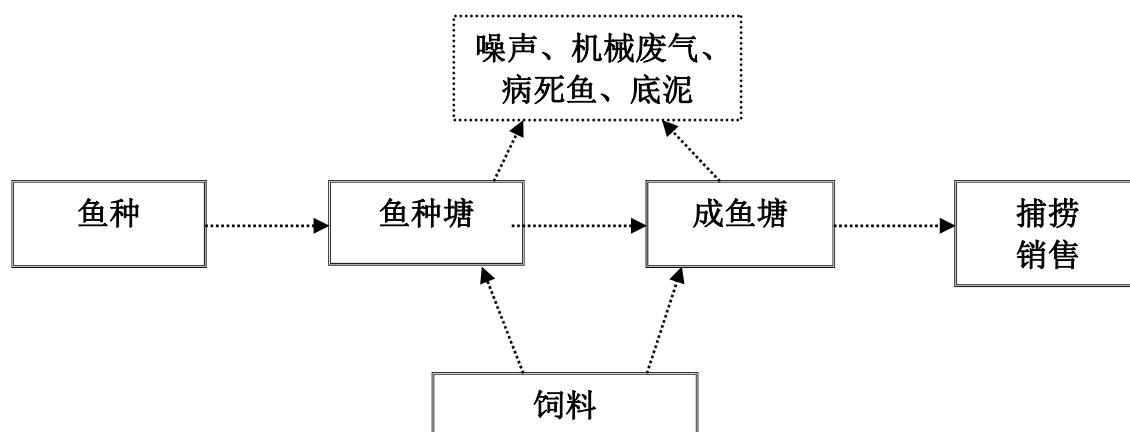 噪声、机械废气、
病死鱼、底泥
鱼种
鱼种塘
成鱼塘
捕捞
销售
饲料